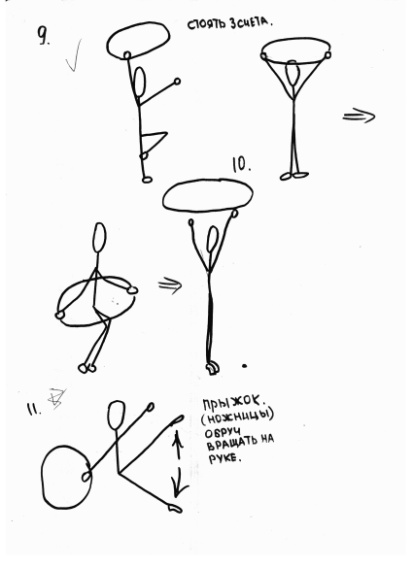 9.
СТОЯТЬ 3 СЧЕТА.
10.
11.
ПРЫЖОК.
(НОЖНИЦЫ)
ОБРУЧ
ВРАЩАТЬ НА
РУКЕ.